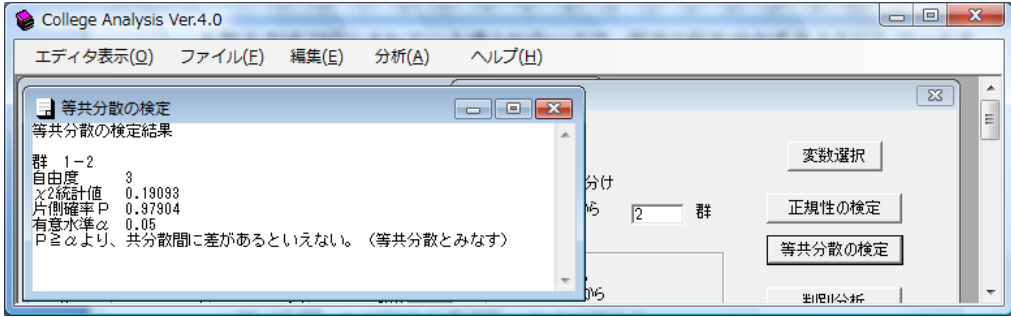 College Analysis Ver.4.0
エディタ表示(O) ファイル(F) 編集(E) 分析(A) ヘルプ(H)
等共分散の検定
等共分散の検定結果
群 1-2
自由度 3
χ2統計値 0.19093
片側確率P 0.97904
有意水準α 0.05
P≧αより、共分散間に差があるといえない。(等共分散とみなす)
分け
から 2 群
から
変数選択
正規性の検定
等共分散の検定
判別分析